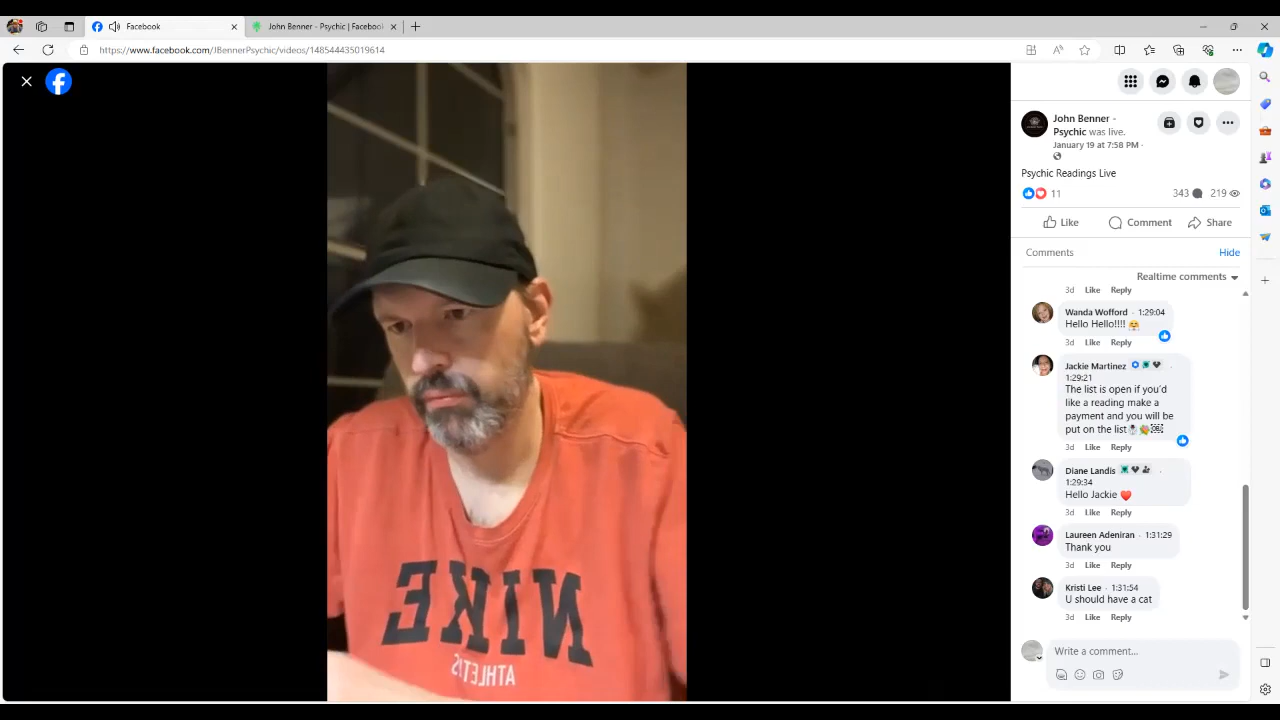 Facebook
John Benner - Psychic | Facebook
https://www.facebook.com/JBennerPsychic/videos/148544435019614
John Benner -
Psychic was live.
January 19 at 7:58 PM ·
Psychic Readings Live
11
343
219
Like
Comment
Share
Comments
Hide
Realtime comments
3d Like Reply
Wanda Wofford · 1:29:04
Hello Hello!!!!
3d Like Reply
Jackie Martinez ·
1:29:21
The list is open if you'd
like a reading make a
payment and you will be
put on the list
3d Like Reply
Diane Landis ·
1:29:34
Hello Jackie ♥
3d Like Reply
Laureen Adeniran · 1:31:29
Thank you
3d Like Reply
Kristi Lee · 1:31:54
U should have a cat
3d Like Reply
Write a comment...
NIKE
ATHLETIS